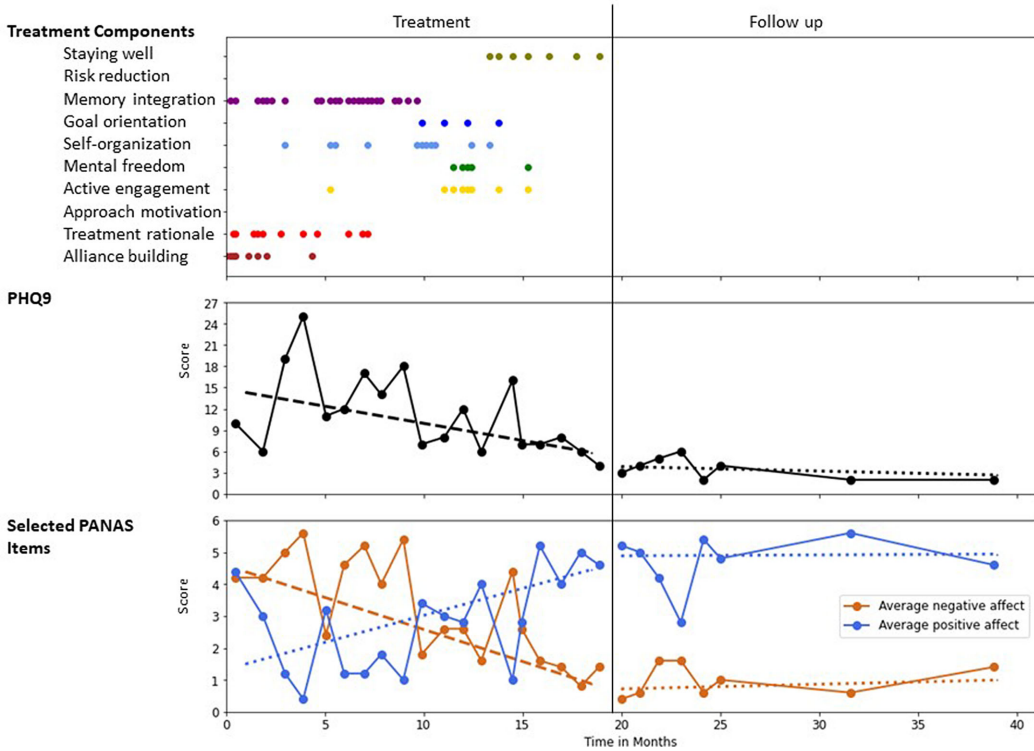 Treatment Follow up
Treatment Components
Staying well
Risk reduction
Memory integration
Goal orientation
Self-organization
Mental freedom
Active engagement
Approach motivation
Treatment rationale
Alliance building
PHQ9
27
24
21
18
15
12
9
6
3
0
Score
Selected PANAS
Items
6
5
4
3
2
1
0
Score
Average negative affect
Average positive affect
0 5 10 15 20 25 30 35 40
Time in Months